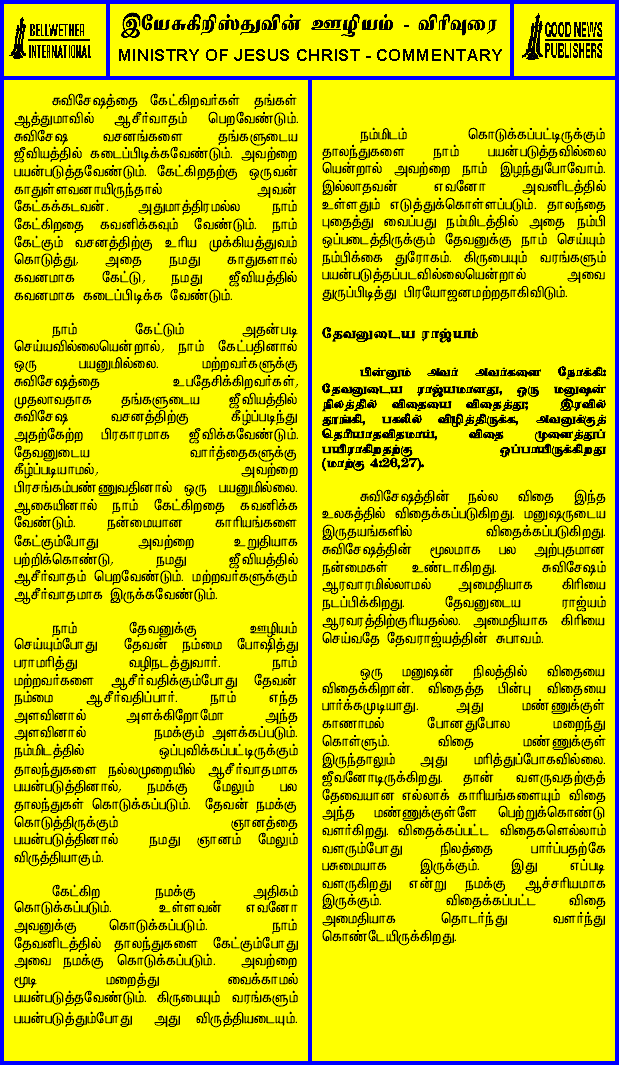 BELLWETHER
INTERNATIONAL
இயேசுகிறிஸ்துவின் ஊழியம் - விரிவுரை
MINISTRY OF JESUS CHRIST - COMMENTARY
GOOD NEWS
PUBLISHERS
சுவிசேஷத்தை கேட்கிறவர்கள் தங்கள்
ஆத்துமாவில் ஆசீர்வாதம் பெறவேண்டும்.
சுவிசேஷ வசனங்களை தங்களுடைய
ஜீவியத்தில் கடைப்பிடிக்கவேண்டும். அவற்றை
பயன்படுத்தவேண்டும். கேட்கிறதற்கு ஒருவன்
காதுள்ளவனாயிருந்தால் அவன்
கேட்கக்கடவன். அதுமாத்திரமல்ல நாம்
கேட்கிறதை கவனிக்கவும் வேண்டும். நாம்
கேட்கும் வசனத்திற்கு உரிய முக்கியத்துவம்
கொடுத்து, அதை நமது காதுகளால்
கவனமாக கேட்டு, நமது ஜீவியத்தில்
கவனமாக கடைப்பிடிக்க வேண்டும்.
நாம் கேட்டும் அதன்படி
செய்யவில்லையென்றால், நாம் கேட்பதினால்
ஒரு பயனுமில்லை. மற்றவர்களுக்கு
சுவிசேஷத்தை உபதேசிக்கிறவர்கள்,
முதலாவதாக தங்களுடைய ஜீவியத்தில்
சுவிசேஷ வசனத்திற்கு கீழ்ப்படிந்து
அதற்கேற்ற பிரகாரமாக ஜீவிக்கவேண்டும்.
தேவனுடைய வார்த்தைகளுக்கு
கீழ்ப்படியாமல், அவற்றை
பிரசங்கம்பண்ணுவதினால் ஒரு பயனுமில்லை.
ஆகையினால் நாம் கேட்கிறதை கவனிக்க
வேண்டும். நன்மையான காரியங்களை
கேட்கும்போது அவற்றை உறுதியாக
பற்றிக்கொண்டு, நமது ஜீவியத்தில்
ஆசீர்வாதம் பெறவேண்டும். மற்றவர்களுக்கும்
ஆசீர்வாதமாக இருக்கவேண்டும்.
நாம் தேவனுக்கு ஊழியம்
செய்யும்போது தேவன் நம்மை போஷித்து
பராமரித்து வழிநடத்துவார். நாம்
மற்றவர்களை ஆசீர்வதிக்கும்போது தேவன்
நம்மை ஆசீர்வதிப்பார். நாம் எந்த
அளவினால் அளக்கிறோமோ அந்த
அளவினால் நமக்கும் அளக்கப்படும்.
நம்மிடத்தில் ஒப்புவிக்கப்பட்டிருக்கும்
தாலந்துகளை நல்லமுறையில் ஆசீர்வாதமாக
பயன்படுத்தினால், நமக்கு மேலும் பல
தாலந்துகள் கொடுக்கப்படும். தேவன் நமக்கு
கொடுத்திருக்கும் ஞானத்தை
பயன்படுத்தினால் நமது ஞானம் மேலும்
விருத்தியாகும்.
கேட்கிற நமக்கு அதிகம்
கொடுக்கப்படும். உள்ளவன் எவனோ
அவனுக்கு கொடுக்கப்படும். நாம்
தேவனிடத்தில் தாலந்துகளை கேட்கும்போது
அவை நமக்கு கொடுக்கப்படும். அவற்றை
மூடி மறைத்து வைக்காமல்
பயன்படுத்தவேண்டும். கிருபையும் வரங்களும்
பயன்படுத்தும்போது அது விருத்தியடையும்.
நம்மிடம் கொடுக்கப்பட்டிருக்கும்
தாலந்துகளை நாம் பயன்படுத்தவில்லை
யென்றால் அவற்றை நாம் இழந்துபோவோம்.
இல்லாதவன் எவனோ அவனிடத்தில்
உள்ளதும் எடுத்துக்கொள்ளப்படும். தாலந்தை
புதைத்து வைப்பது நம்மிடத்தில் அதை நம்பி
ஒப்படைத்திருக்கும் தேவனுக்கு நாம் செய்யும்
நம்பிக்கை துரோகம். கிருபையும் வரங்களும்
பயன்படுத்தப்படவில்லையென்றால் அவை
துருப்பிடித்து பிரயோஜனமற்றதாகிவிடும்.
தேவனுடைய ராஜ்யம்
பின்னும் அவர் அவர்களை நோக்கி:
தேவனுடைய ராஜ்யமானது, ஒரு மனுஷன்
நிலத்தில் விதையை விதைத்து; இரவில்
தூங்கி, பகலில் விழித்திருக்க, அவனுக்குத்
தெரியாதவிதமாய், விதை முளைத்துப்
பயிராகிறதற்கு ஒப்பாயிருக்கிறது
(மாற்கு 4:26,27).
சுவிசேஷத்தின் நல்ல விதை இந்த
உலகத்தில் விதைக்கப்படுகிறது. மனுஷருடைய
இருதயங்களில் விதைக்கப்படுகிறது.
சுவிசேஷத்தின் மூலமாக பல அற்புதமான
நன்மைகள் உண்டாகிறது. சுவிசேஷம்
ஆரவாரமில்லாமல் அமைதியாக கிரியை
நடப்பிக்கிறது. தேவனுடைய ராஜ்யம்
ஆரவரத்திற்குரியதல்ல. அமைதியாக கிரியை
செய்வதே தேவராஜ்யத்தின் சுபாவம்.
ஒரு மனுஷன் நிலத்தில் விதையை
விதைக்கிறான். விதைத்த பின்பு விதையை
பார்க்கமுடியாது. அது மண்ணுக்குள்
காணாமல் போனதுபோல மறைந்து
கொள்ளும். விதை மண்ணுக்குள்
இருந்தாலும் அது மரித்துப்போகவில்லை.
ஜீவனோடிருக்கிறது. தான் வளருவதற்குத்
தேவையான எல்லாக் காரியங்களையும் விதை
அந்த மண்ணுக்குள்ளே பெற்றுக்கொண்டு
வளர்கிறது. விதைக்கப்பட்ட விதைகளெல்லாம்
வளரும்போது நிலத்தை பார்ப்பதற்கே
பசுமையாக இருக்கும். இது எப்படி
வளருகிறது என்று நமக்கு ஆச்சரியமாக
இருக்கும். விதைக்கப்பட்ட விதை
அமைதியாக தொடர்ந்து வளர்ந்து
கொண்டேயிருக்கிறது.